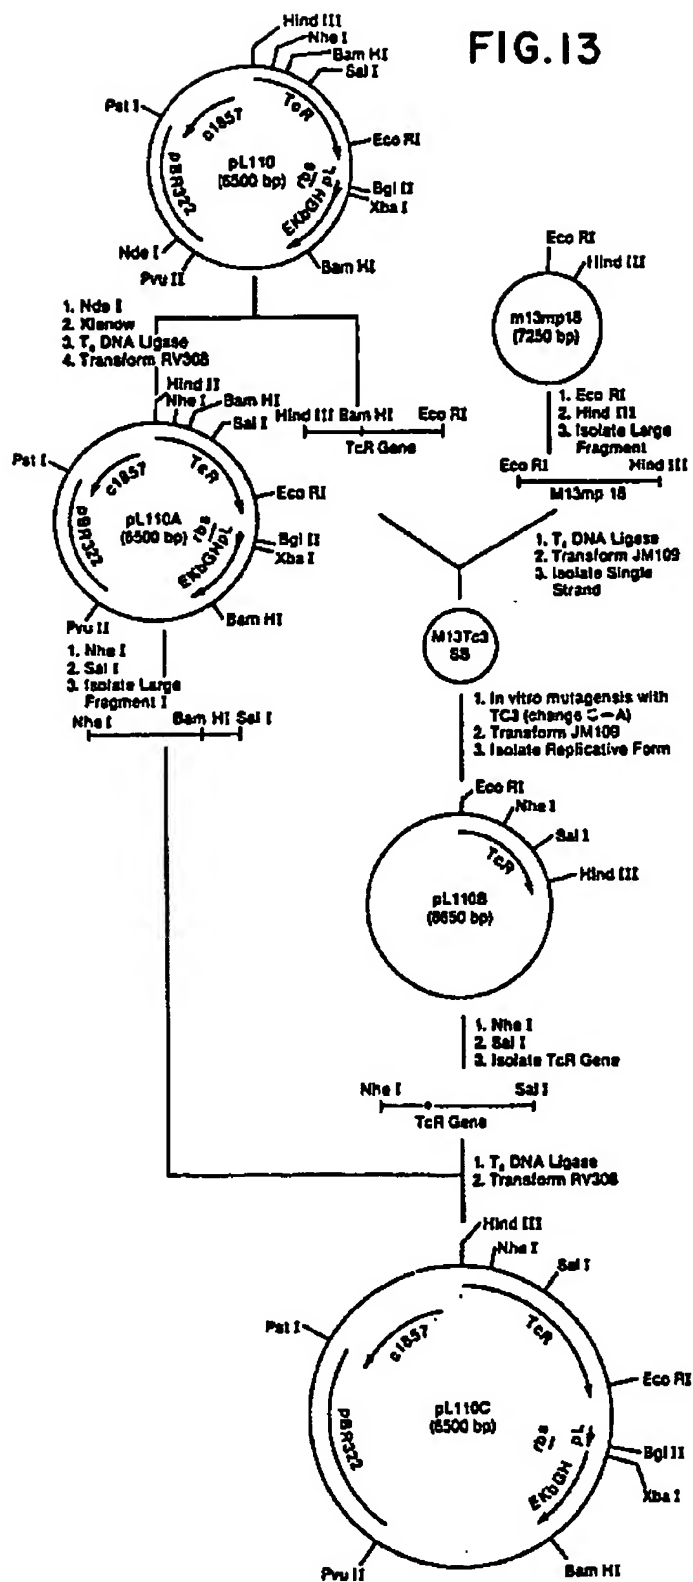 FIG.13
Hind III
Nhe I
Bam HI
Sal I
Pst I
TcR
c1857
Eco RI
pL110
(6500 bp)
rbs
pL
pBR322
EKbGH
Bgl II
Xba I
Nde I
Pvu II
Bam HI
Eco RI
Hind III
m13mp18
(7250 bp)
1. Nde I
2. Klenow
3. T₄ DNA Ligase
4. Transform RV308
1. Eco RI
2. Hind III
3. Isolate Large
Fragment
Hind III Bam HI Eco RI
TcR Gene
Eco RI Hind III
M13mp 18
Hind II
Nhe I
Bam HI
Sal I
Pst I
TcR
c1857
Eco RI
pL110A
(6500 bp)
rbs
pL
pBR322
EKbGH
Bgl II
Xba I
Pvu II
Bam HI
1. T₄ DNA Ligase
2. Transform JM109
3. Isolate Single
Strand
M13Tc3
SS
1. Nhe I
2. Sal I
3. Isolate Large
Fragment I
Nhe I Bam HI Sal I
1. In vitro mutagensis with
TC3 (change C→A)
2. Transform JM109
3. Isolate Replicative Form
Eco RI
Nhe I
Sal I
Hind III
TcR
pL110B
(8650 bp)
1. Nhe I
2. Sal I
3. Isolate TcR Gene
Nhe I Sal I
TcR Gene
1. T₄ DNA Ligase
2. Transform RV308
Hind III
Nhe I
Sal I
Pst I
TcR
c1857
Eco RI
pL110C
(6500 bp)
rbs
pL
pBR322
EKbGH
Bgl II
Xba I
Pvu II
Bam HI